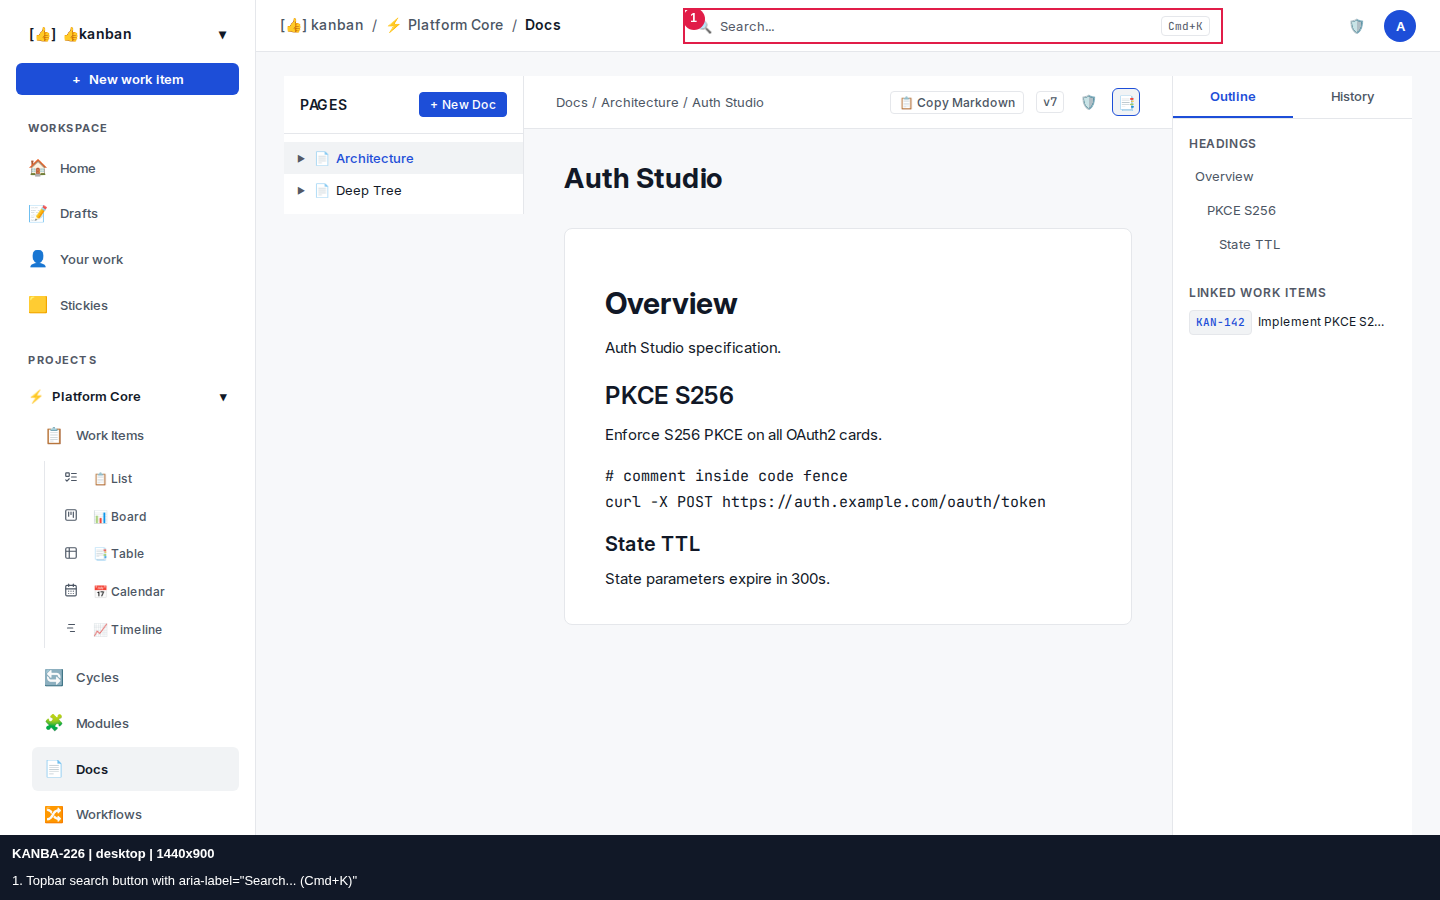 [👍] 👍kanban ▼
+ New work item
WORKSPACE
🏠 Home
📝 Drafts
👤 Your work
🟨 Stickies
PROJECTS
⚡ Platform Core ▼
📋 Work Items
📋 List
📊 Board
📑 Table
📅 Calendar
📈 Timeline
🔄 Cycles
🧩 Modules
📄 Docs
🔀 Workflows
[👍] kanban / ⚡ Platform Core / Docs
1 🔍 Search... Cmd+K
🛡️ A
PAGES
+ New Doc
▶ 📄 Architecture
▶ 📄 Deep Tree
Docs / Architecture / Auth Studio
📋 Copy Markdown v7 🛡️ 📑
Auth Studio
Overview
Auth Studio specification.
PKCE S256
Enforce S256 PKCE on all OAuth2 cards.
# comment inside code fence
curl -X POST https://auth.example.com/oauth/token
State TTL
State parameters expire in 300s.
Outline History
HEADINGS
Overview
PKCE S256
State TTL
LINKED WORK ITEMS
KAN-142 Implement PKCE S2...
KANBA-226 | desktop | 1440x900
1. Topbar search button with aria-label="Search... (Cmd+K)"